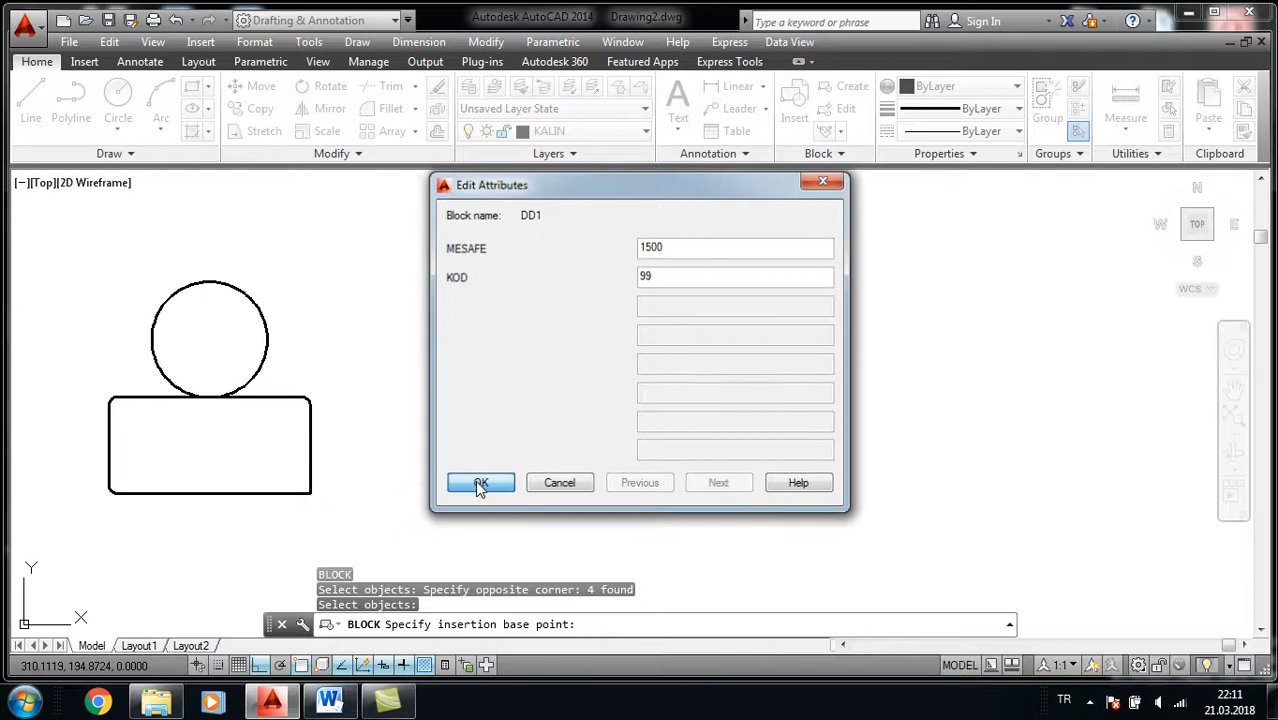 Drafting & Annotation
Autodesk AutoCAD 2014 Drawing2.dwg
Type a keyword or phrase
Sign In
File Edit View Insert Format Tools Draw Dimension Modify Parametric Window Help Express Data View
Home Insert Annotate Layout Parametric View Manage Output Plug-ins Autodesk 360 Featured Apps Express Tools
Line Polyline Circle Arc
Move Rotate Trim
Copy Mirror Fillet
Stretch Scale Array
Unsaved Layer State
KALIN
Text
Linear
Leader
Table
Insert
Create
Edit
ByLayer
ByLayer
ByLayer
Group
Measure
Paste
Draw Modify Layers Annotation Block Properties Groups Utilities Clipboard
[−][Top][2D Wireframe]
Edit Attributes
Block name: DD1
MESAFE 1500
KOD 99
OK Cancel Previous Next Help
N
W TOP E
S
WCS
Y
X
BLOCK
Select objects: Specify opposite corner: 4 found
Select objects:
BLOCK Specify insertion base point:
Model Layout1 Layout2
310.1119, 194.8724, 0.0000
MODEL
1:1
TR
22:11
21.03.2018